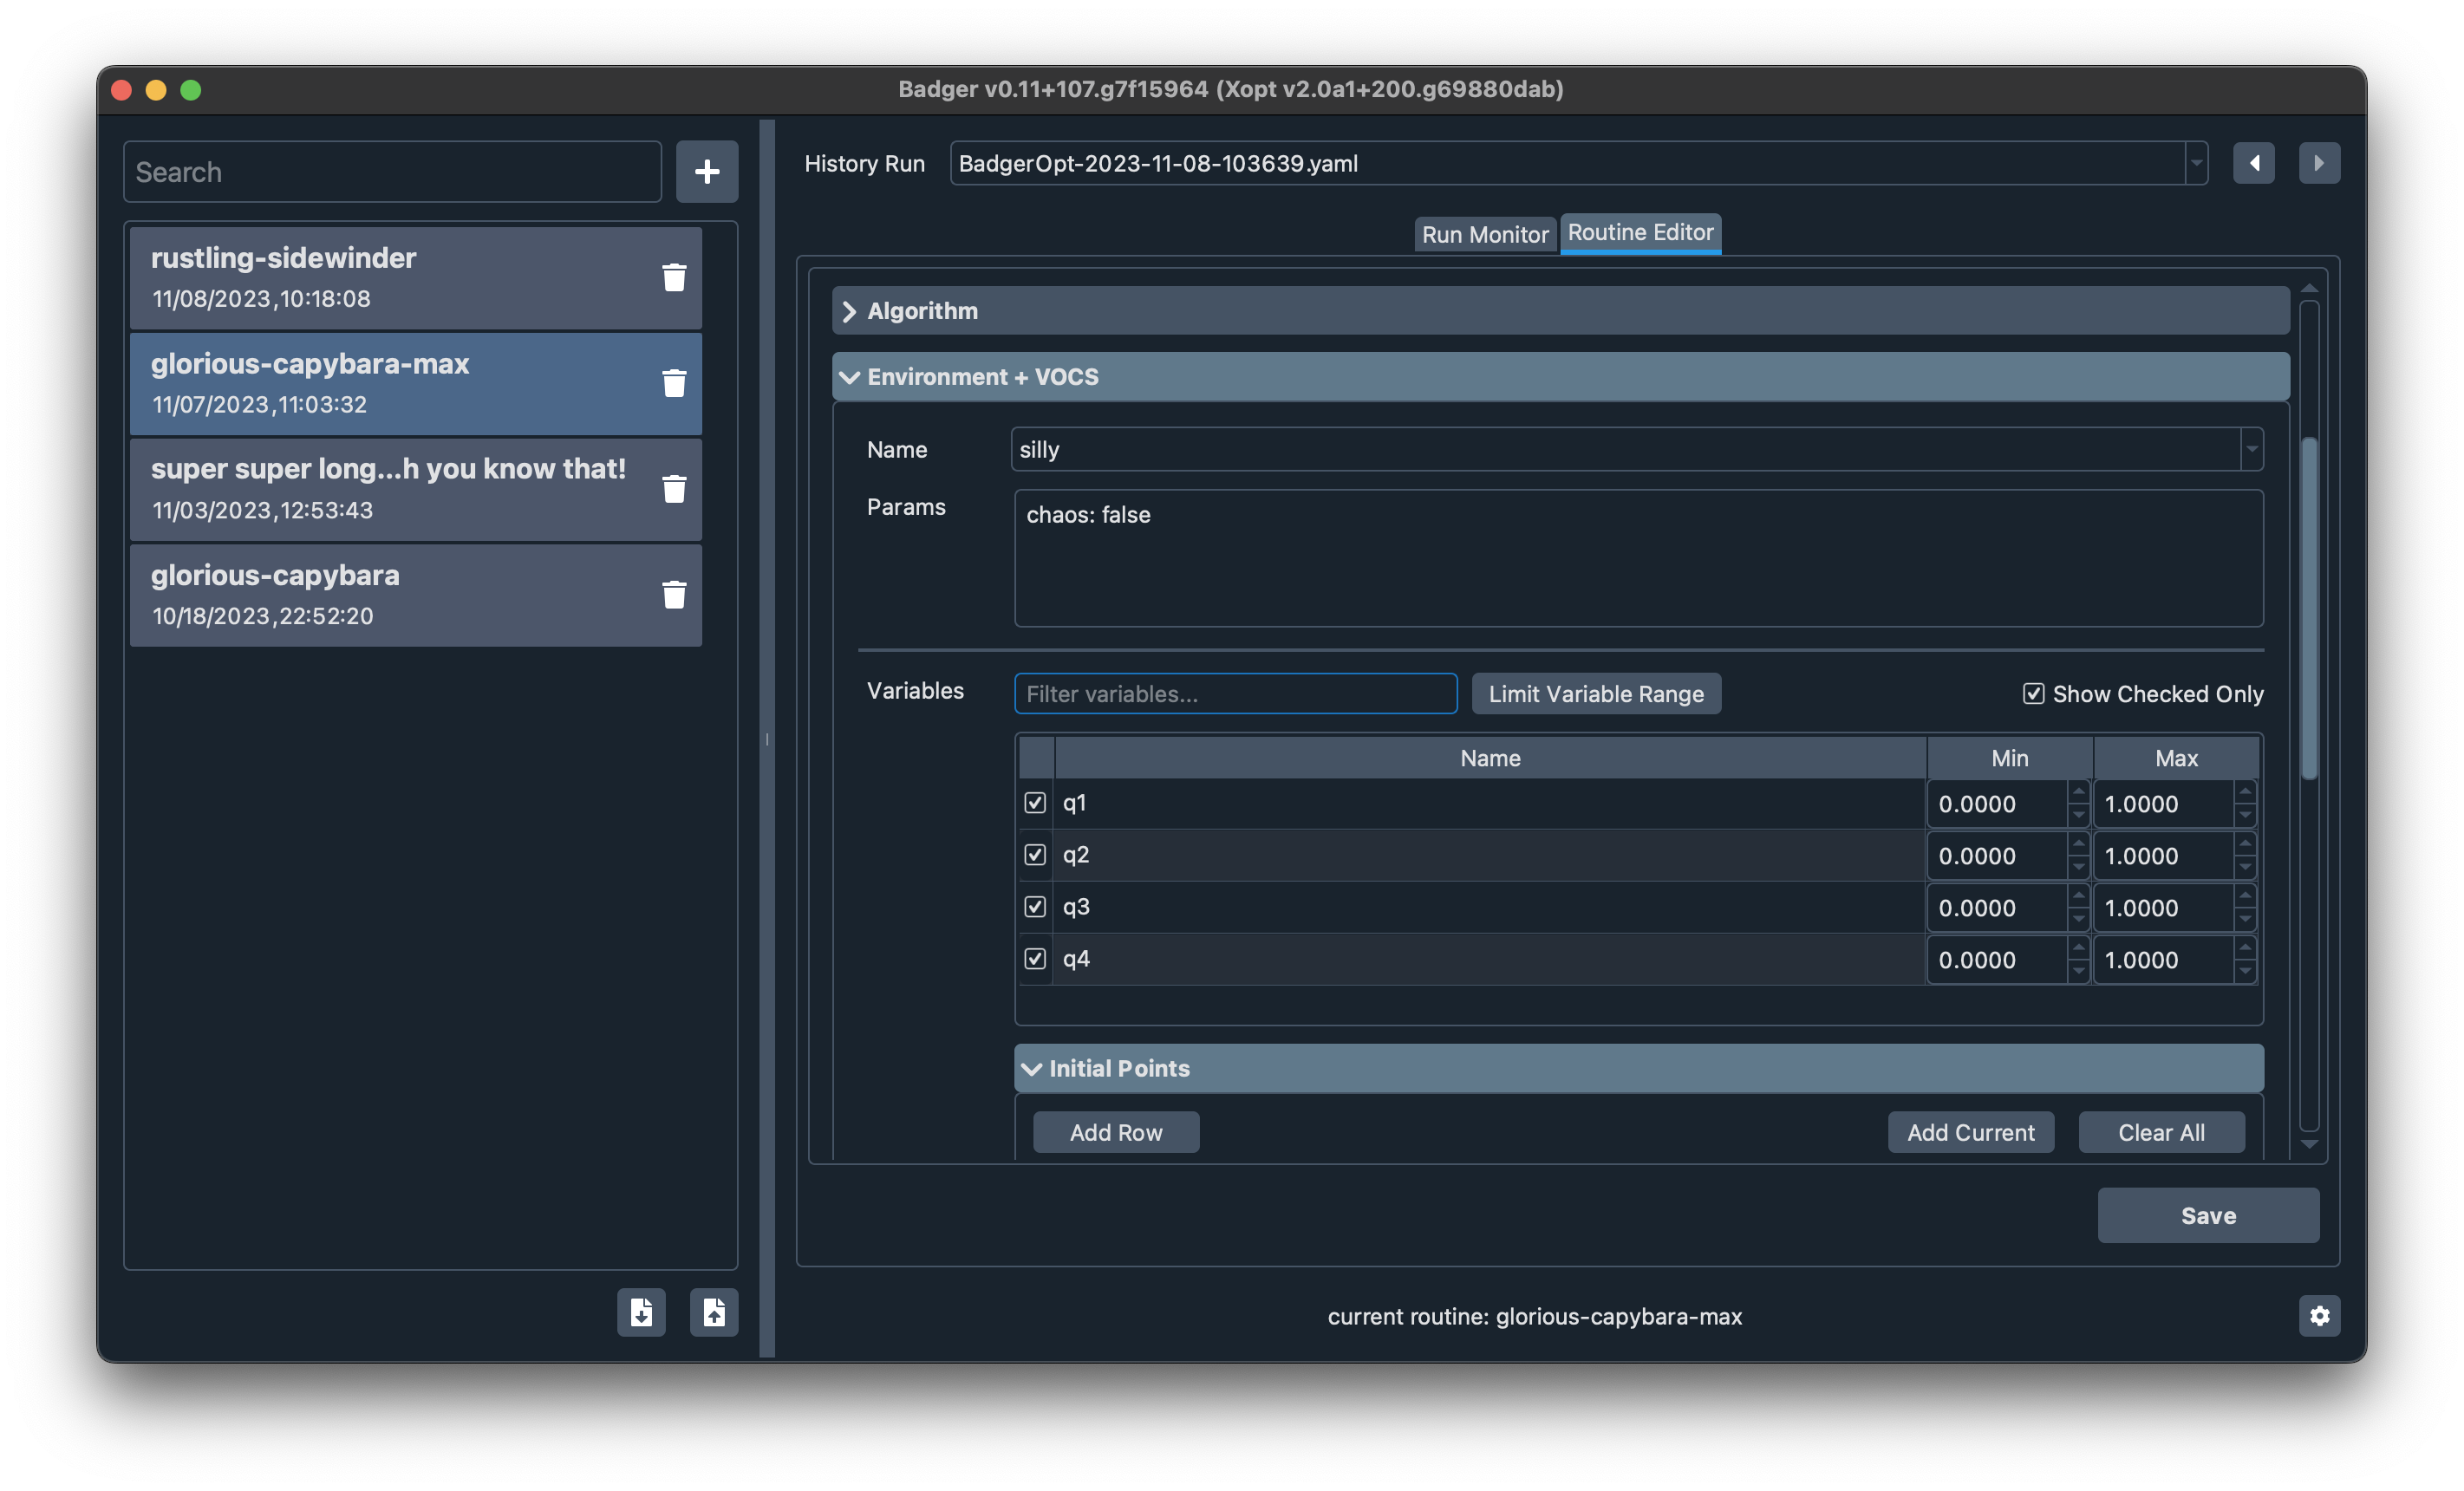 Badger v0.11+107.g7f15964 (Xopt v2.0a1+200.g69880dab)
Search
rustling-sidewinder
11/08/2023,10:18:08
glorious-capybara-max
11/07/2023,11:03:32
super super long...h you know that!
11/03/2023,12:53:43
glorious-capybara
10/18/2023,22:52:20
History Run BadgerOpt-2023-11-08-103639.yaml
Run Monitor Routine Editor
Algorithm
Environment + VOCS
Name silly
Params chaos: false
Variables Filter variables... Limit Variable Range Show Checked Only
Name Min Max
q1 0.0000 1.0000
q2 0.0000 1.0000
q3 0.0000 1.0000
q4 0.0000 1.0000
Initial Points
Add Row Add Current Clear All
Save
current routine: glorious-capybara-max